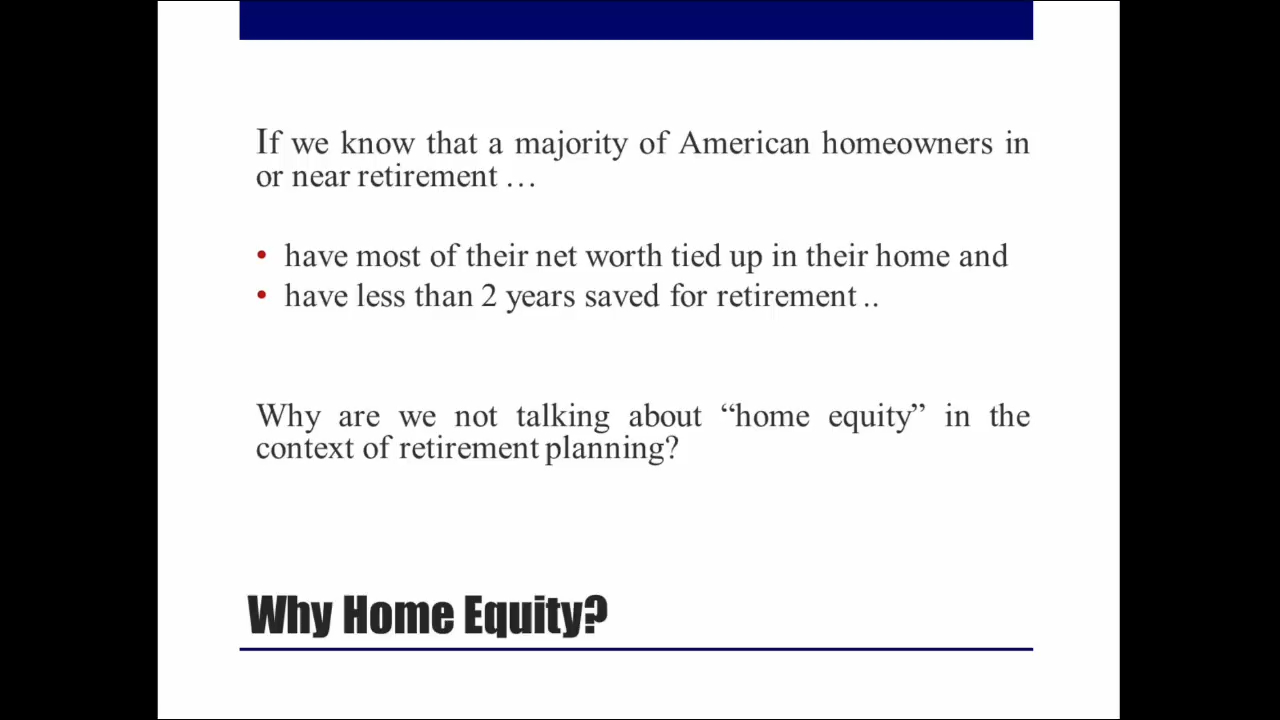 If we know that a majority of American homeowners in
or near retirement …
• have most of their net worth tied up in their home and
• have less than 2 years saved for retirement ..
Why are we not talking about “home equity” in the
context of retirement planning?
Why Home Equity?